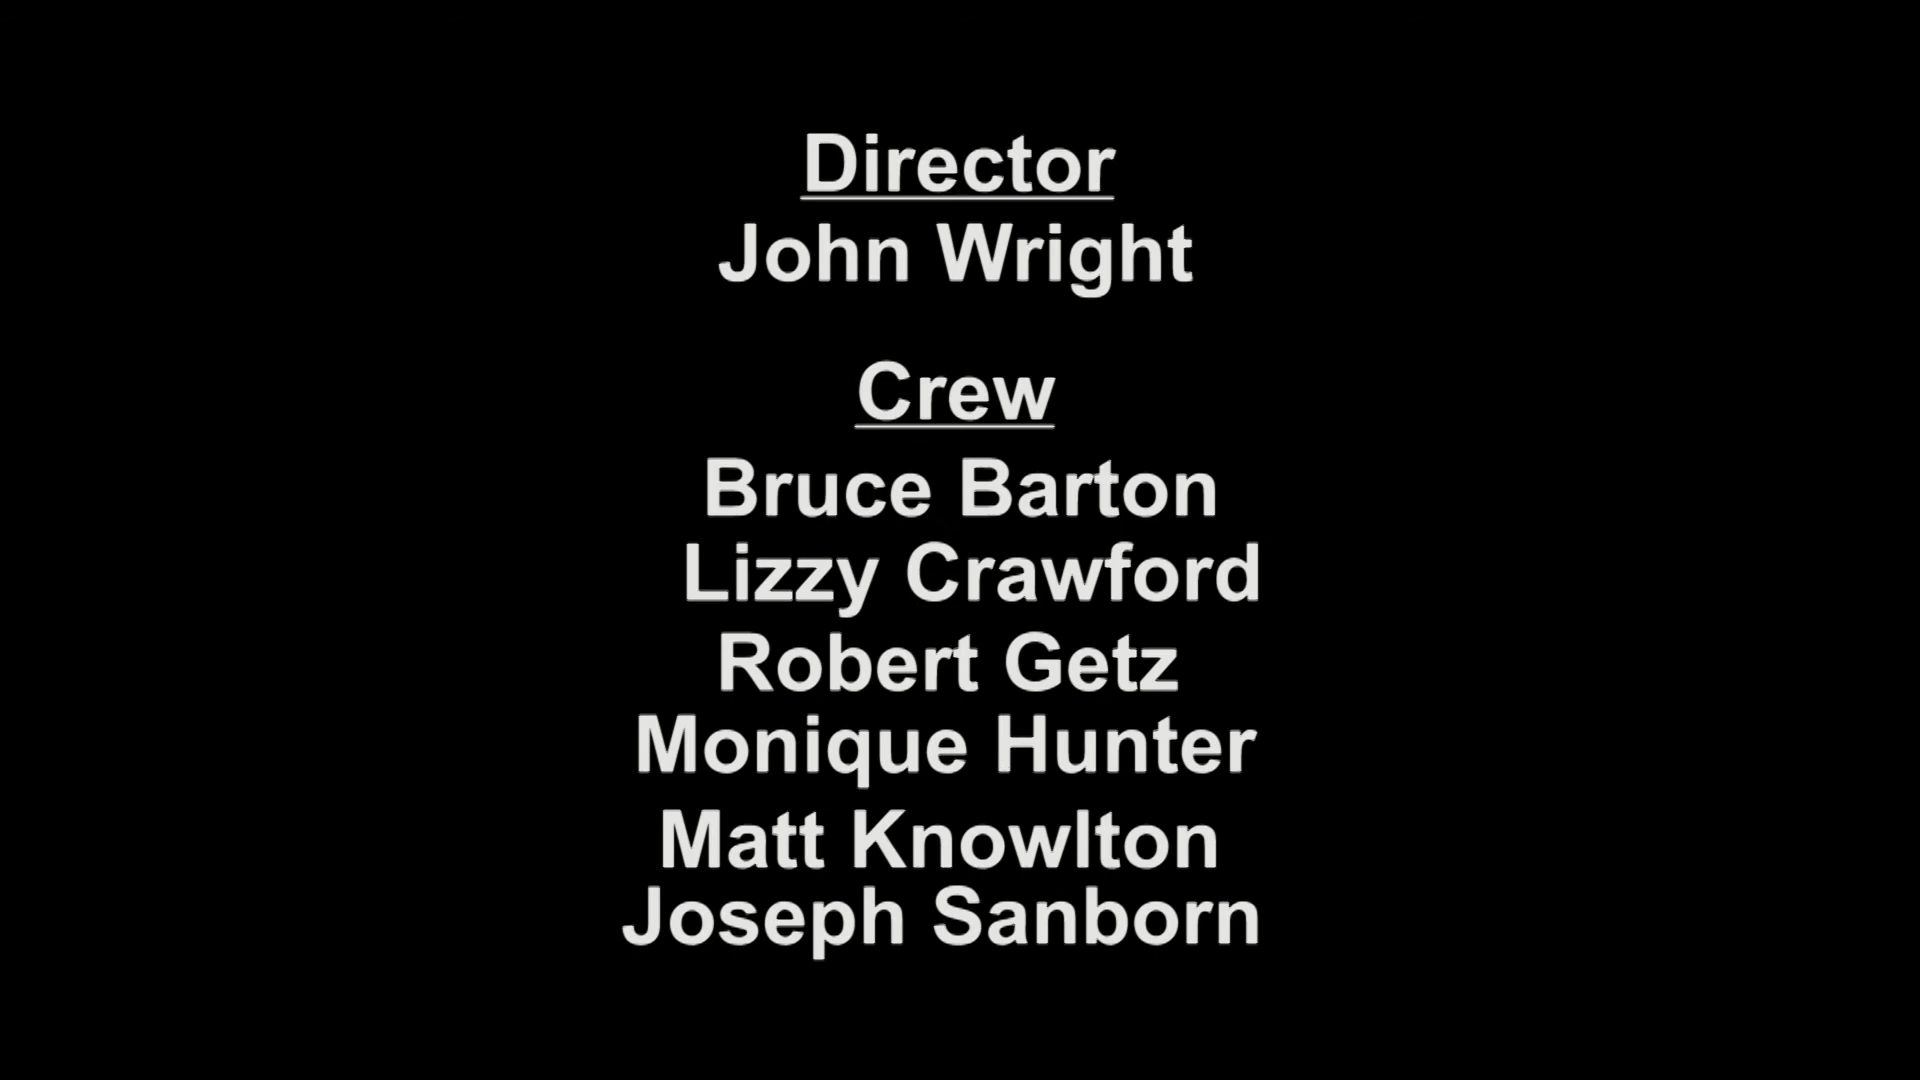 Director
John Wright
Crew
Bruce Barton
Lizzy Crawford
Robert Getz
Monique Hunter
Matt Knowlton
Joseph Sanborn